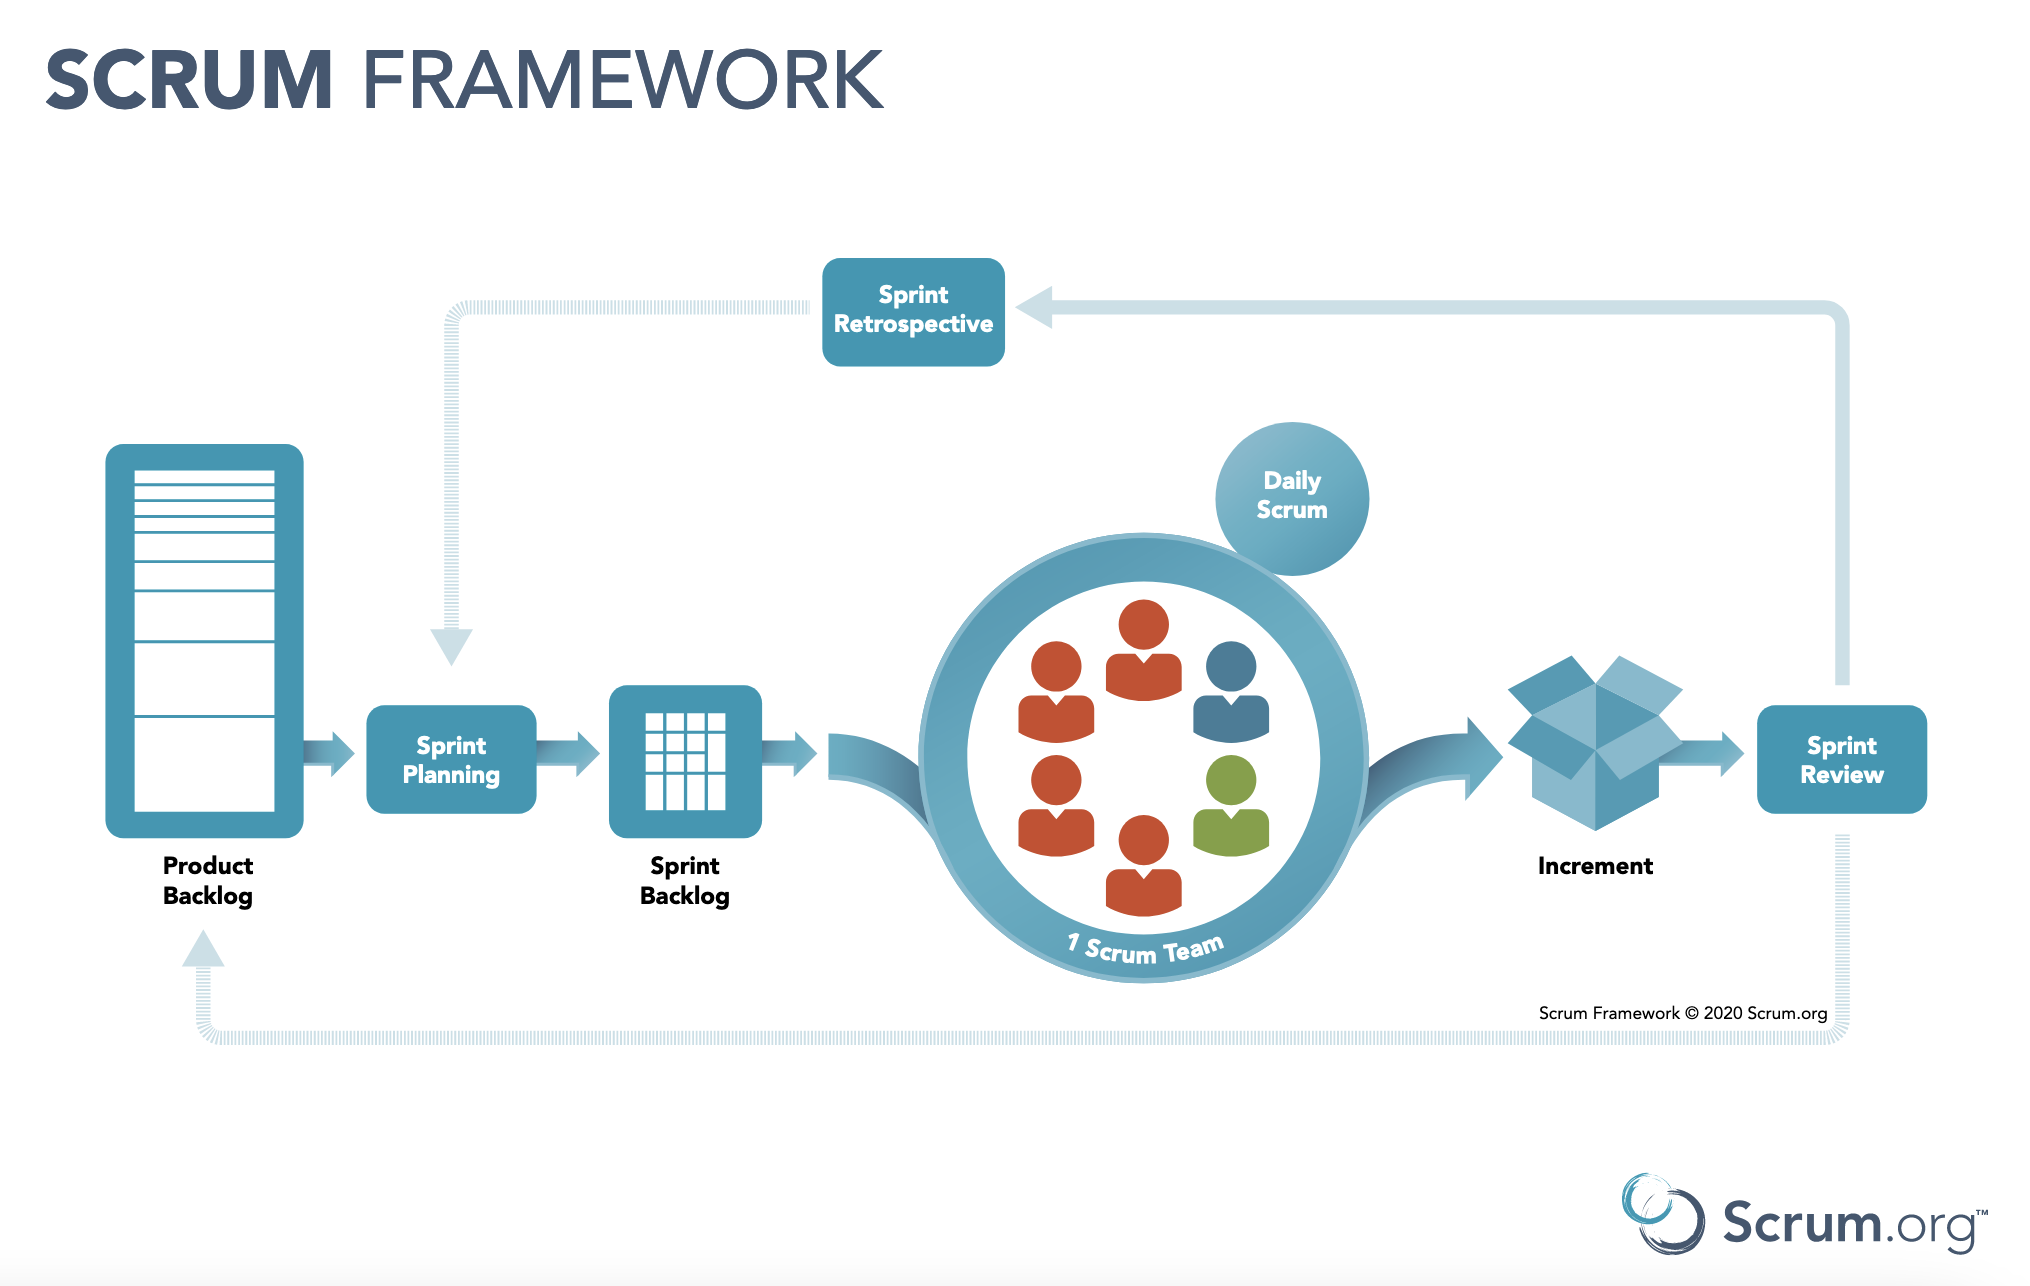 SCRUM FRAMEWORK
Sprint
Retrospective
Daily
Scrum
Sprint
Planning
Sprint
Review
Product
Backlog
Sprint
Backlog
Increment
1 Scrum Team
Scrum Framework © 2020 Scrum.org
Scrum.org™